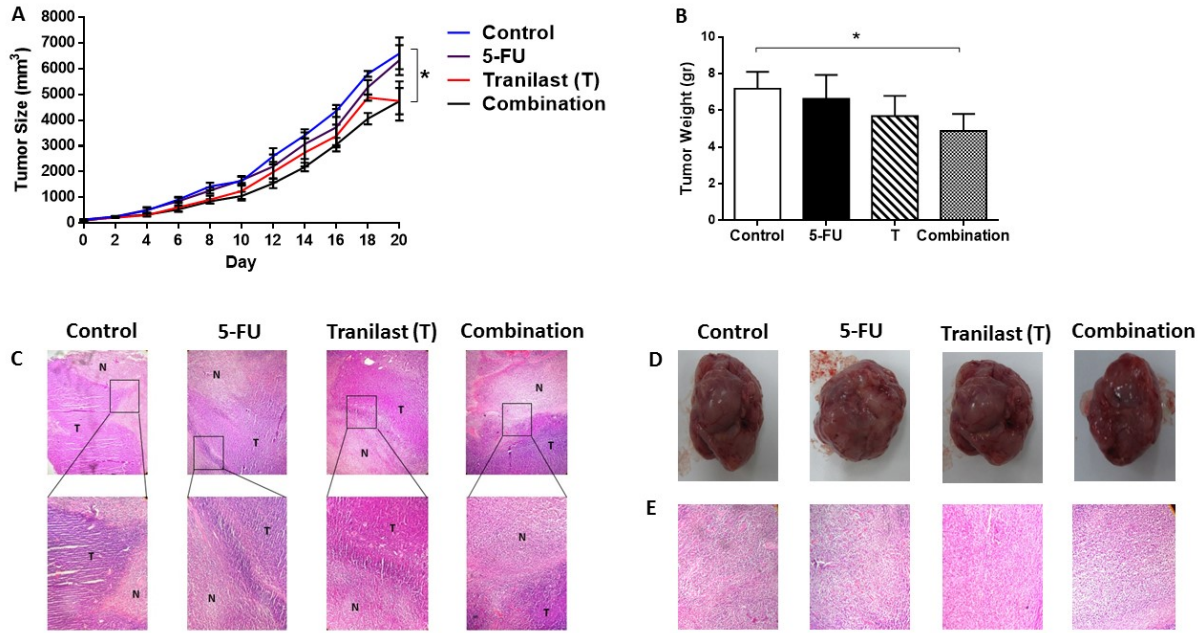 A
8000
7000
6000
5000
4000
3000
2000
1000
0
Tumor Size (mm³)
0 2 4 6 8 10 12 14 16 18 20
Day
*
Control
5-FU
Tranilast (T)
Combination
B
10
8
6
4
2
0
Tumor Weight (gr)
*
Control 5-FU T Combination
C
Control 5-FU Tranilast (T) Combination
N
T
N
T
T
N
N
T
T
N
T
N
T
N
N
T
D
Control 5-FU Tranilast (T) Combination
E